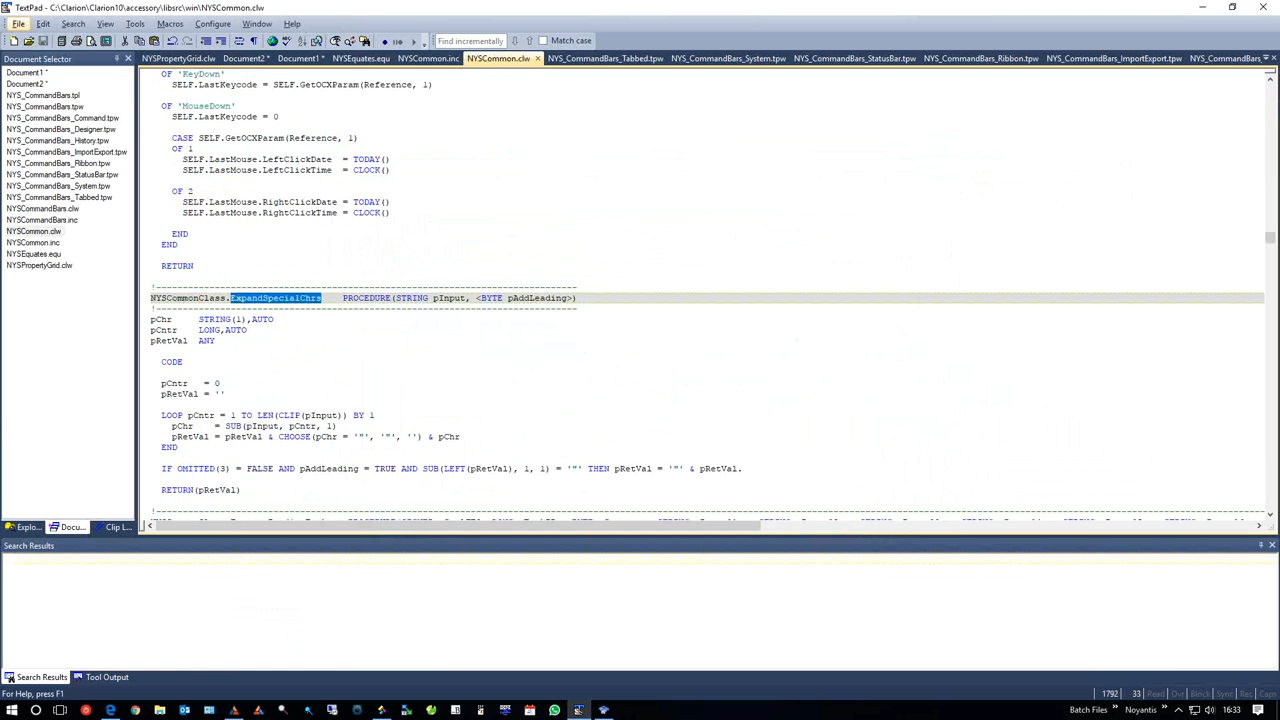 TextPad - C:\Clarion\Clarion10\accessory\libsrc\win\NYSCommon.clw
File Edit Search View Tools Macros Configure Window Help
Find incrementally Match case
Document Selector
NYSPropertyGrid.clw Document2 * Document1 * NYSEquates.equ NYSCommon.inc NYSCommon.clw NYS_CommandBars_Tabbed.tpw NYS_CommandBars_System.tpw NYS_CommandBars_StatusBar.tpw NYS_CommandBars_Ribbon.tpw NYS_CommandBars_ImportExport.tpw NYS_CommandBars_
Document1 *
Document2 *
NYS_CommandBars.tpl
NYS_CommandBars.tpw
NYS_CommandBars_Command.tpw
NYS_CommandBars_Designer.tpw
NYS_CommandBars_History.tpw
NYS_CommandBars_ImportExport.tpw
NYS_CommandBars_Ribbon.tpw
NYS_CommandBars_StatusBar.tpw
NYS_CommandBars_System.tpw
NYS_CommandBars_Tabbed.tpw
NYSCommandBars.clw
NYSCommandBars.inc
NYSCommon.clw
NYSCommon.inc
NYSEquates.equ
NYSPropertyGrid.clw
OF 'KeyDown'
SELF.LastKeycode = SELF.GetOCXParam(Reference, 1)
OF 'MouseDown'
SELF.LastKeycode = 0
CASE SELF.GetOCXParam(Reference, 1)
OF 1
SELF.LastMouse.LeftClickDate = TODAY()
SELF.LastMouse.LeftClickTime = CLOCK()
OF 2
SELF.LastMouse.RightClickDate = TODAY()
SELF.LastMouse.RightClickTime = CLOCK()
END
END
RETURN
!-------------------------------------------------------------------------------
NYSCommonClass.ExpandSpecialChrs PROCEDURE(STRING pInput, <BYTE pAddLeading>)
!-------------------------------------------------------------------------------
pChr STRING(1),AUTO
pCntr LONG,AUTO
pRetVal ANY
CODE
pCntr = 0
pRetVal = ''
LOOP pCntr = 1 TO LEN(CLIP(pInput)) BY 1
pChr = SUB(pInput, pCntr, 1)
pRetVal = pRetVal & CHOOSE(pChr = '"', '"', '') & pChr
END
IF OMITTED(3) = FALSE AND pAddLeading = TRUE AND SUB(LEFT(pRetVal), 1, 1) = '"' THEN pRetVal = '"' & pRetVal.
RETURN(pRetVal)
!-------------------------------------------------------------------------------
Explo... Docu... Clip L...
Search Results
Search Results Tool Output
For Help, press F1
1792 33 Read Ovr Block Sync Rec Caps
Batch Files Noyantis 16:33